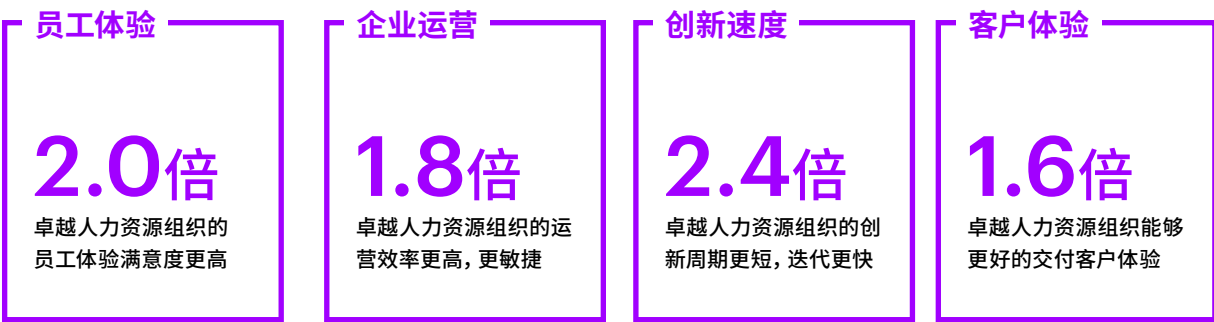 员工体验
2.0倍
卓越人力资源组织的
员工体验满意度更高
企业运营
1.8倍
卓越人力资源组织的运
营效率更高，更敏捷
创新速度
2.4倍
卓越人力资源组织的创
新周期更短，迭代更快
客户体验
1.6倍
卓越人力资源组织能够
更好的交付客户体验